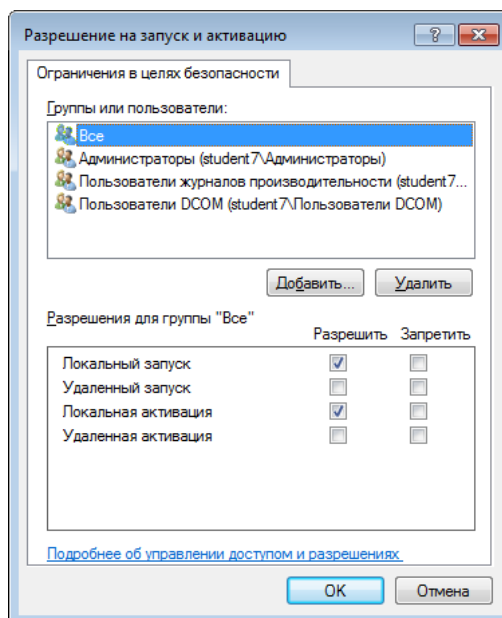 Разрешение на запуск и активацию
Ограничения в целях безопасности
Группы или пользователи:
Все
Администраторы (student7\Администраторы)
Пользователи журналов производительности (student7...
Пользователи DCOM (student7\Пользователи DCOM)
Добавить... Удалить
Разрешения для группы "Все"
Разрешить Запретить
Локальный запуск
Удаленный запуск
Локальная активация
Удаленная активация
Подробнее об управлении доступом и разрешениях
OK Отмена